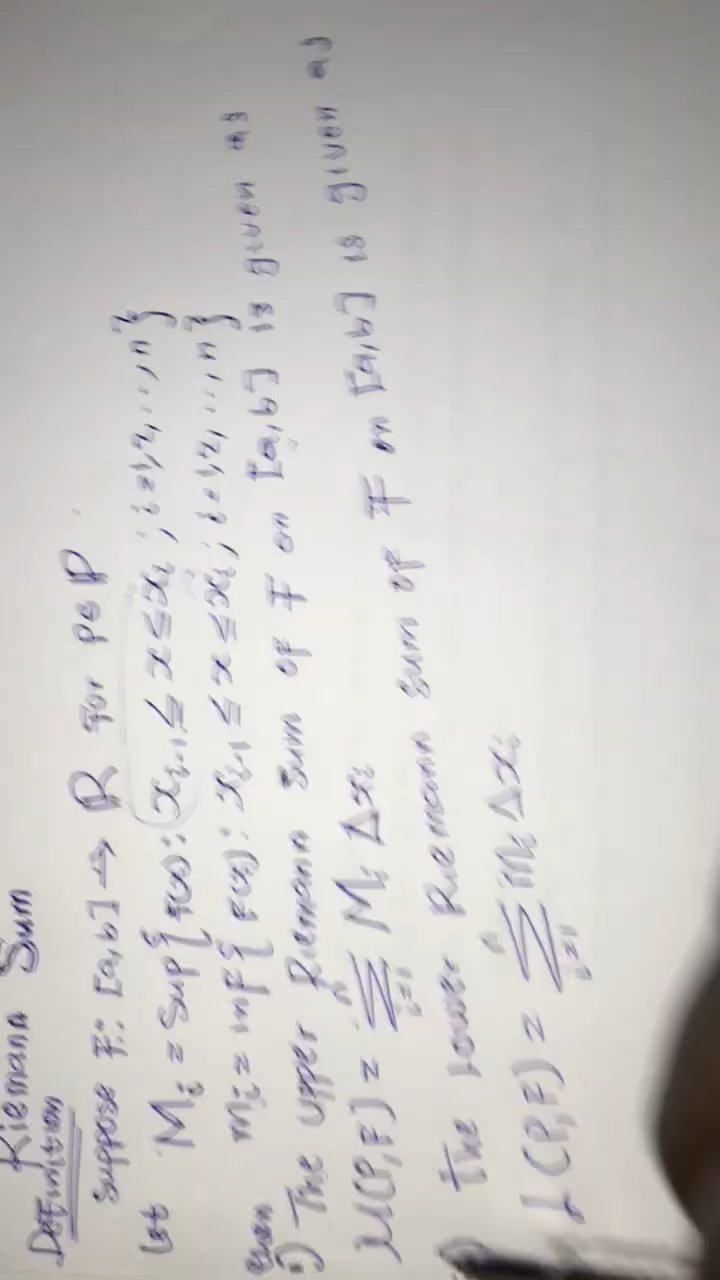 Riemann Sum
Definition
Suppose F: [a,b] → R for P∈P.
Let Mᵢ = Sup{f(x): xᵢ₋₁ ≤ x ≤ xᵢ ; i=1,2,...,n}
mᵢ = inf{F(x): xᵢ₋₁ ≤ x ≤ xᵢ ; i=1,2,...,n}
i) The upper Riemann Sum of F on [a,b] is given as
U(P,F) = ∑ⁿᵢ₌₁ Mᵢ Δxᵢ
The Lower Riemann sum of F on [a,b] is given as
L(P,F) = ∑ⁿᵢ₌₁ mᵢ Δxᵢ